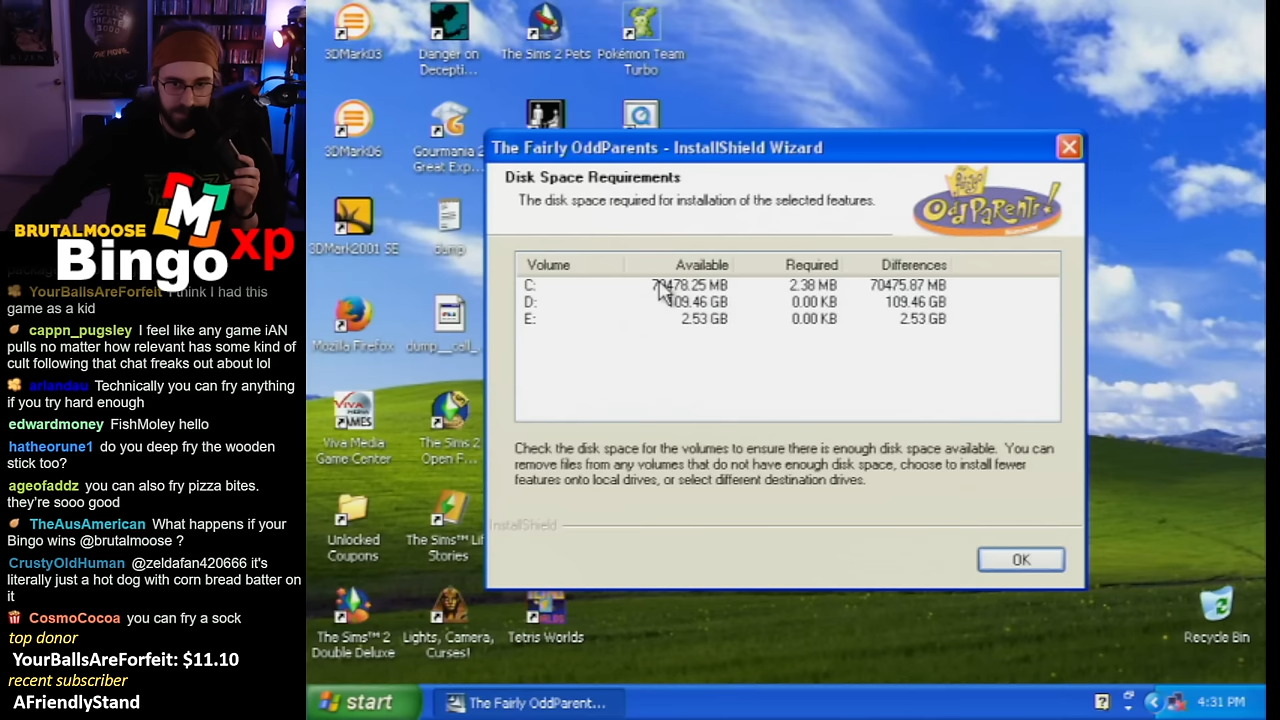 BRUTALMOOSE
M
Bingo xp
YourBallsAreForfeit I think I had this
game as a kid
cappn_pugsley I feel like any game iAN
pulls no matter how relevant has some kind of
cult following that chat freaks out about lol
arlandau Technically you can fry anything
if you try hard enough
edwardmoney FishMoley hello
hatheorune1 do you deep fry the wooden
stick too?
ageofaddz you can also fry pizza bites.
they're sooo good
TheAusAmerican What happens if your
Bingo wins @brutalmoose ?
CrustyOldHuman @zeldafan420666 it's
literally just a hot dog with corn bread batter on
it
CosmoCocoa you can fry a sock
top donor
YourBallsAreForfeit: $11.10
recent subscriber
AFriendlyStand
3DMark03
Danger on
Decepti...
The Sims 2 Pets
Pokémon Team
Turbo
3DMark06
Gourmania 2
Great Exp...
3DMark2001 SE
dump
Mozilla Firefox
dump__call_
Viva Media
Game Center
The Sims 2
Open F...
Unlocked
Coupons
The Sims™ Lif
Stories
The Sims™ 2
Double Deluxe
Lights, Camera,
Curses!
Tetris Worlds
Recycle Bin
The Fairly OddParents - InstallShield Wizard
Disk Space Requirements
The disk space required for installation of the selected features.
OddParents!
Volume Available Required Differences
C: 70478.25 MB 2.38 MB 70475.87 MB
D: 109.46 GB 0.00 KB 109.46 GB
E: 2.53 GB 0.00 KB 2.53 GB
Check the disk space for the volumes to ensure there is enough disk space available. You can
remove files from any volumes that do not have enough disk space, choose to install fewer
features onto local drives, or select different destination drives.
InstallShield
OK
start
The Fairly OddParent...
4:31 PM